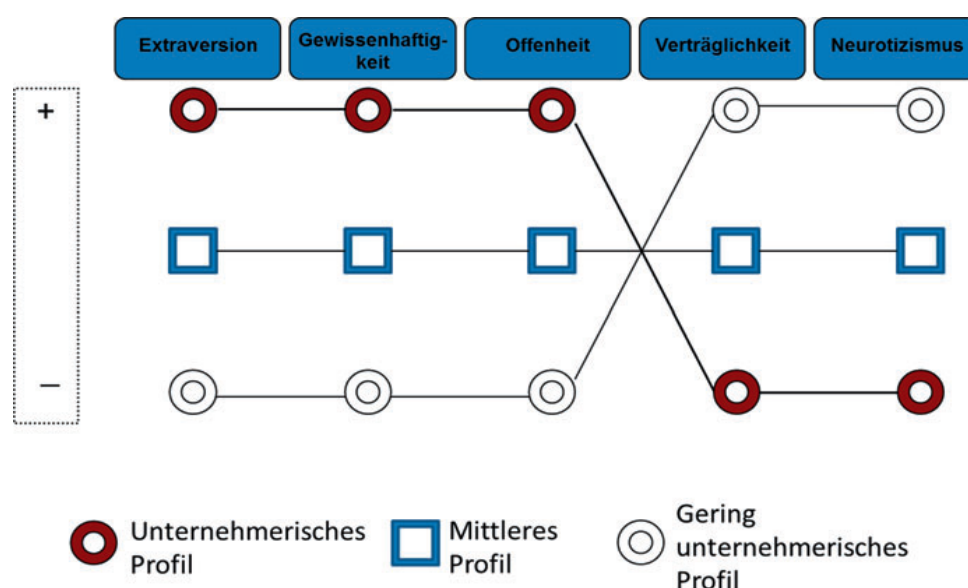 Extraversion
Gewissenhaftig-
keit
Offenheit
Verträglichkeit
Neurotizismus
+
–
Unternehmerisches
Profil
Mittleres
Profil
Gering
unternehmerisches
Profil